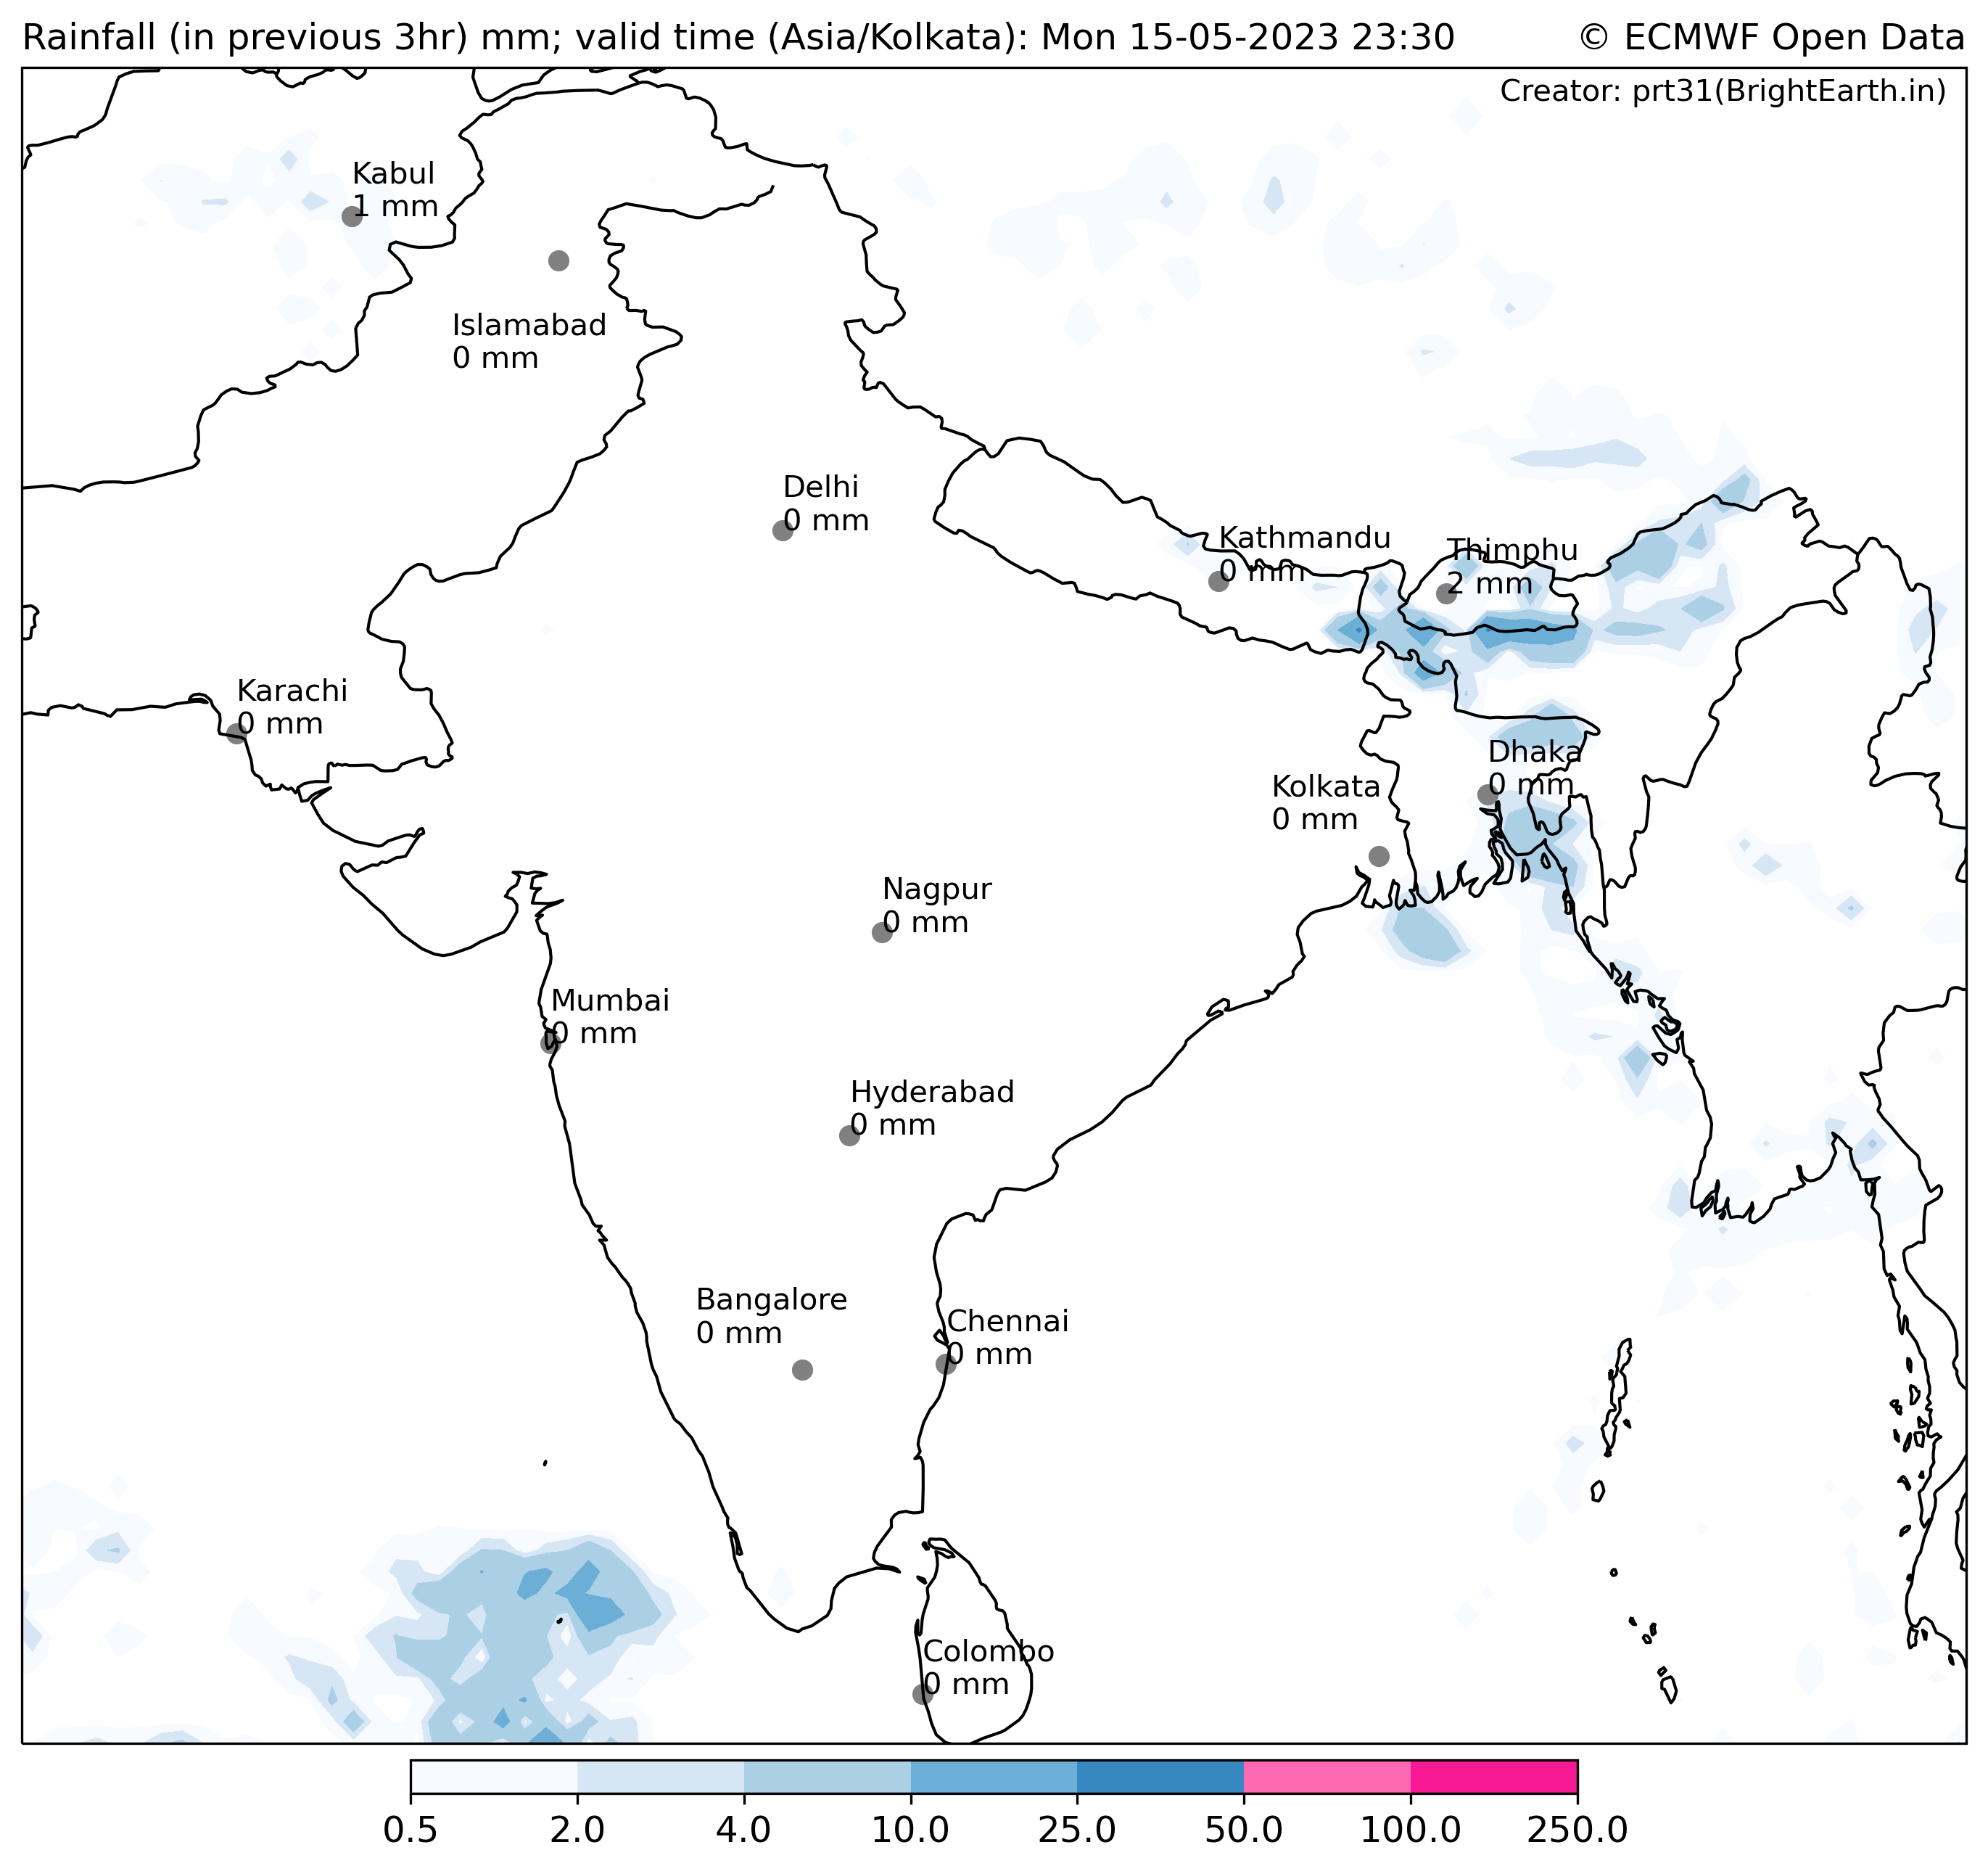 Rainfall (in previous 3hr) mm; valid time (Asia/Kolkata): Mon 15-05-2023 23:30
© ECMWF Open Data
Creator: prt31(BrightEarth.in)
Kabul
1 mm
Islamabad
0 mm
Delhi
0 mm
Kathmandu
0 mm
Thimphu
2 mm
Karachi
0 mm
Dhaka
0 mm
Kolkata
0 mm
Nagpur
0 mm
Mumbai
0 mm
Hyderabad
0 mm
Bangalore
0 mm
Chennai
0 mm
Colombo
0 mm
0.5 2.0 4.0 10.0 25.0 50.0 100.0 250.0